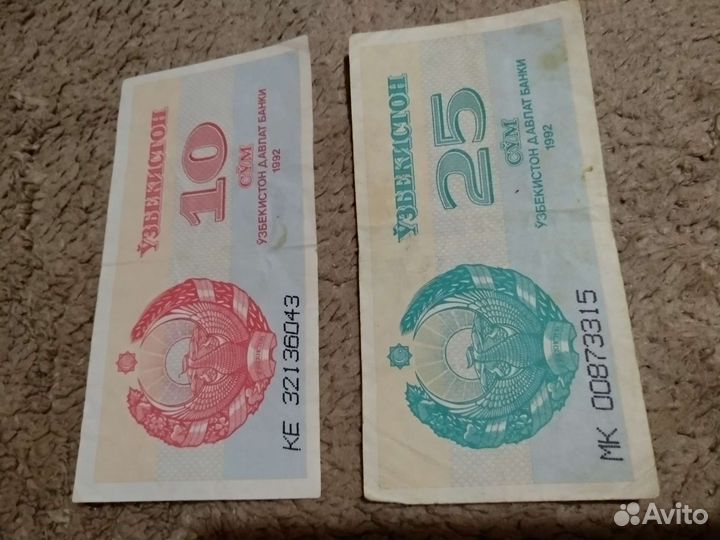 ЎЗБЕКИСТОН
10
СЎМ
ЎЗБЕКИСТОН ДАВЛАТ БАНКИ
1992
КЕ 32136043
ЎЗБЕКИСТОН
25
СЎМ
ЎЗБЕКИСТОН ДАВЛАТ БАНКИ
1992
МК 00873315
Avito